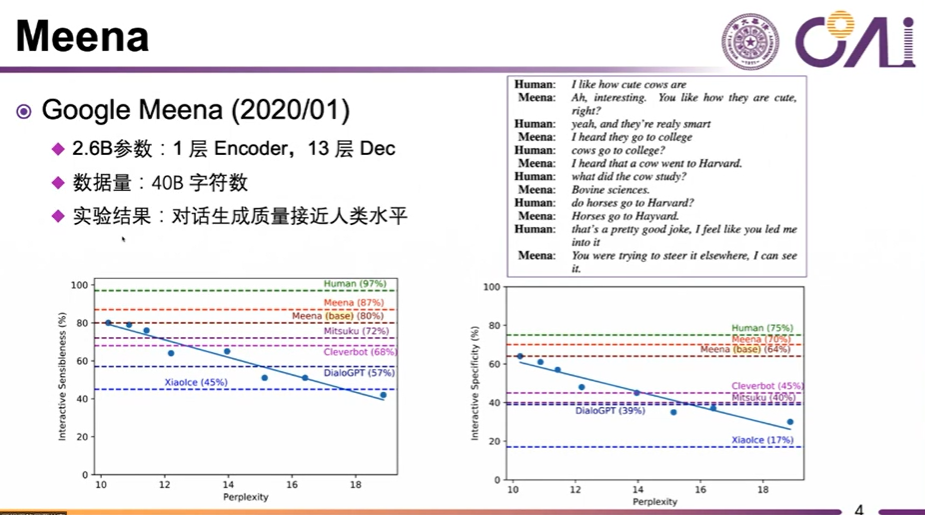 Meena
COAI
Google Meena (2020/01)
2.6B参数：1 层 Encoder，13 层 Dec
数据量：40B 字符数
实验结果：对话生成质量接近人类水平
Human: I like how cute cows are
Meena: Ah, interesting. You like how they are cute,
right?
Human: yeah, and they're realy smart
Meena: I heard they go to college
Human: cows go to college?
Meena: I heard that a cow went to Harvard.
Human: what did the cow study?
Meena: Bovine sciences.
Human: do horses go to Harvard?
Meena: Horses go to Hayvard.
Human: that's a pretty good joke, I feel like you led me
into it
Meena: You were trying to steer it elsewhere, I can see
it.
Interactive Sensibleness (%)
100
80
60
40
20
0
Human (97%)
Meena (87%)
Meena (base) (80%)
Mitsuku (72%)
Cleverbot (68%)
DialoGPT (57%)
XiaoIce (45%)
10 12 14 16 18
Perplexity
Interactive Specificity (%)
100
80
60
40
20
0
Human (75%)
Meena (70%)
Meena (base) (64%)
Cleverbot (45%)
Mitsuku (40%)
DialoGPT (39%)
XiaoIce (17%)
10 12 14 16 18
Perplexity
4